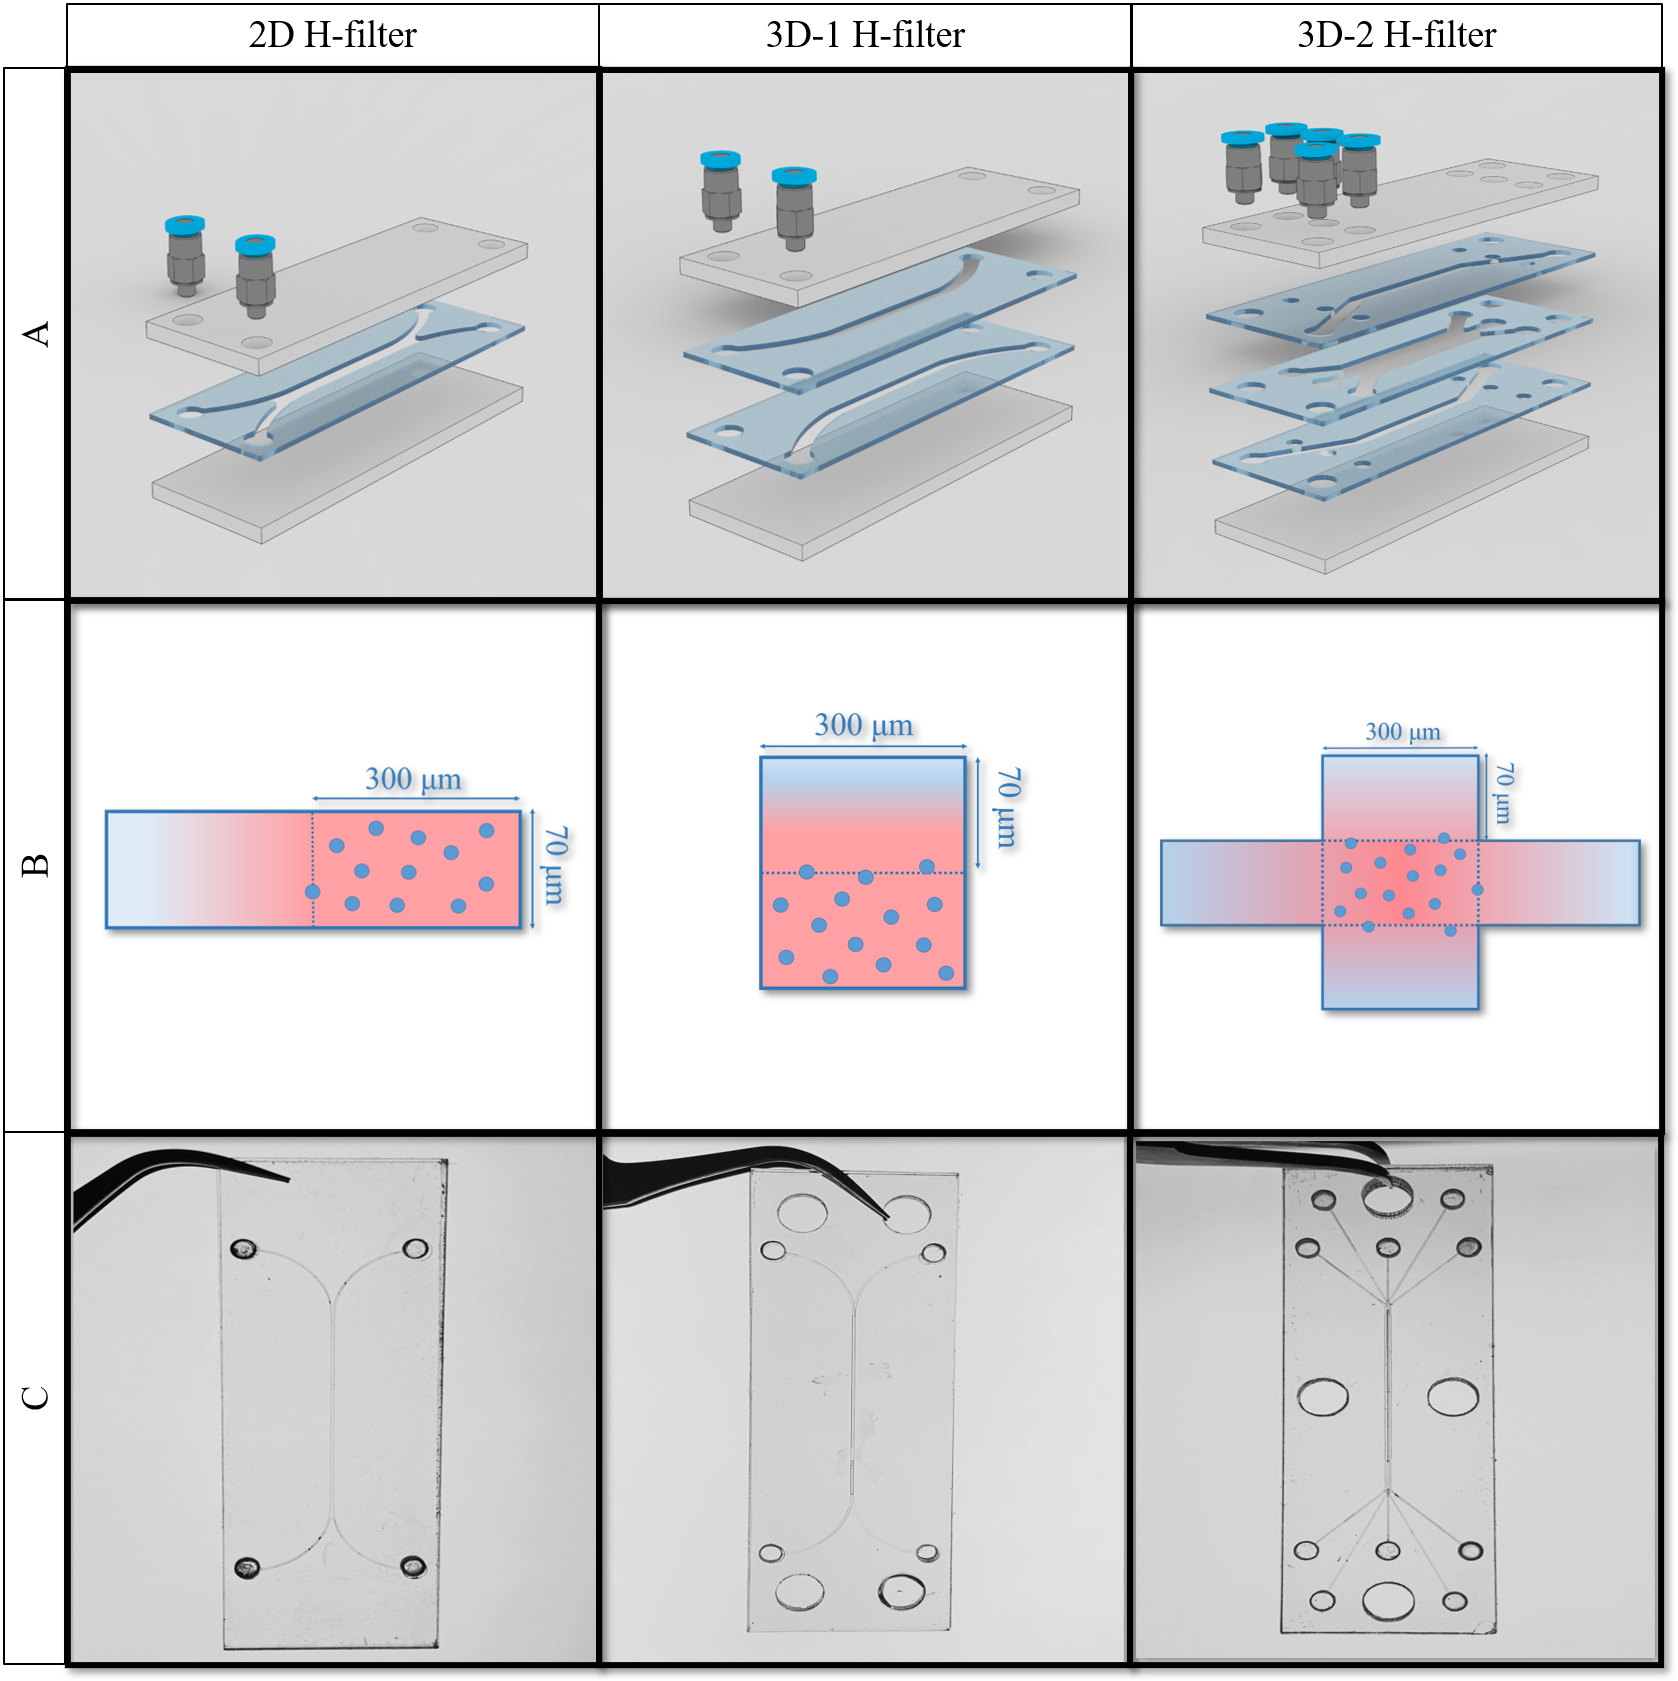 2D H-filter
3D-1 H-filter
3D-2 H-filter
A
B
300 μm
70 μm
300 μm
70 μm
300 μm
70 μm
C